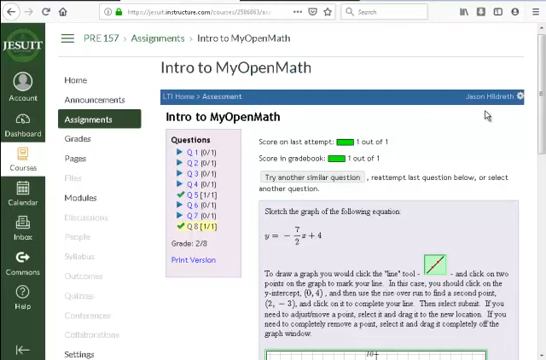 https://jesuit.instructure.com/courses/2586863/as
Search
JESUIT
PRE 157 > Assignments > Intro to MyOpenMath
Account
Dashboard
Courses
Calendar
Inbox
Commons
Help
Home
Announcements
Assignments
Grades
Pages
Files
Modules
Discussions
People
Syllabus
Outcomes
Quizzes
Conferences
Collaborations
Settings
Intro to MyOpenMath
LTI Home > Assessment
Jason Hildreth
Intro to MyOpenMath
Questions
Q 1 (0/1)
Q 2 (0/1)
Q 3 (0/1)
Q 4 (0/1)
Q 5 [1/1]
Q 6 (0/1)
Q 7 (0/1)
Q 8 [1/1]
Grade: 2/8
Print Version
Score on last attempt: 1 out of 1
Score in gradebook: 1 out of 1
Try another similar question , reattempt last question below, or select
another question.
Sketch the graph of the following equation:
y = − 7/2 x + 4
To draw a graph you would click the "line" tool - - and click on two
points on the graph to mark your line. In this case, you should click on the
y-intercept, (0, 4), and then use the rise over run to find a second point,
(2, − 3), and click on it to complete your line. Then select submit. If you
need to adjust/move a point, select it and drag it to the new location. If you
need to completely remove a point, select it and drag it completely off the
graph window.
10